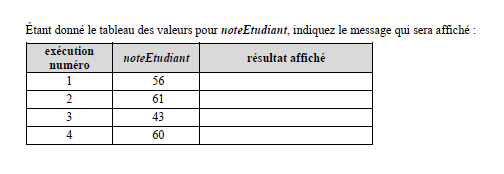 Étant donné le tableau des valeurs pour noteEtudiant, indiquez le message qui sera affiché :
exécution numéro noteEtudiant résultat affiché
1 56
2 61
3 43
4 60